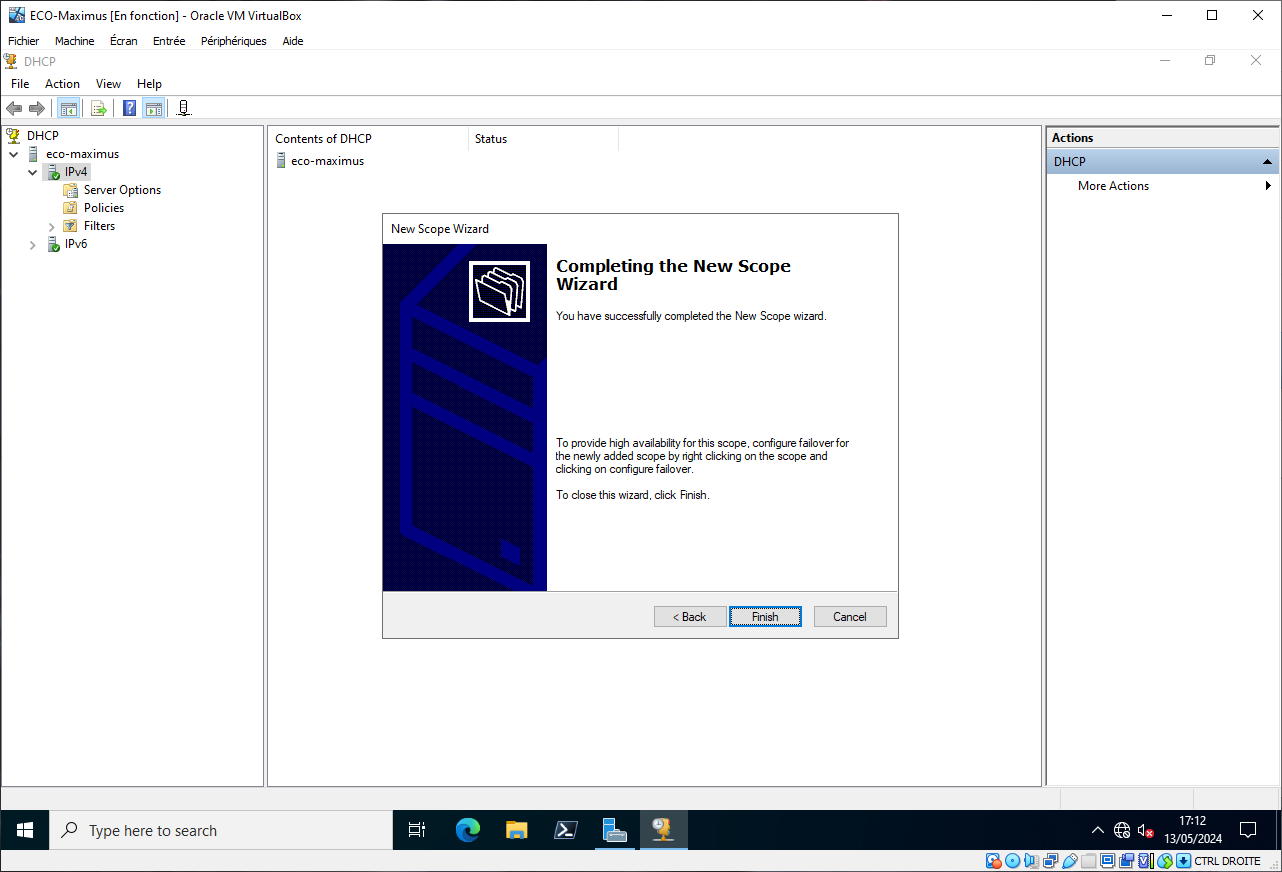 ECO-Maximus [En fonction] - Oracle VM VirtualBox
Fichier Machine Écran Entrée Périphériques Aide
DHCP
File Action View Help
DHCP
eco-maximus
IPv4
Server Options
Policies
Filters
IPv6
Contents of DHCP Status
eco-maximus
Actions
DHCP
More Actions
New Scope Wizard
Completing the New Scope
Wizard
You have successfully completed the New Scope wizard.
To provide high availability for this scope, configure failover for
the newly added scope by right clicking on the scope and
clicking on configure failover.
To close this wizard, click Finish.
< Back Finish Cancel
Type here to search
17:12
13/05/2024
CTRL DROITE